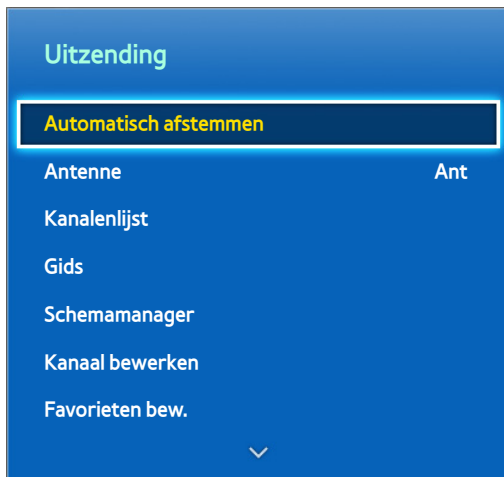 Uitzending
Automatisch afstemmen
Antenne Ant
Kanalenlijst
Gids
Schemamanager
Kanaal bewerken
Favorieten bew.